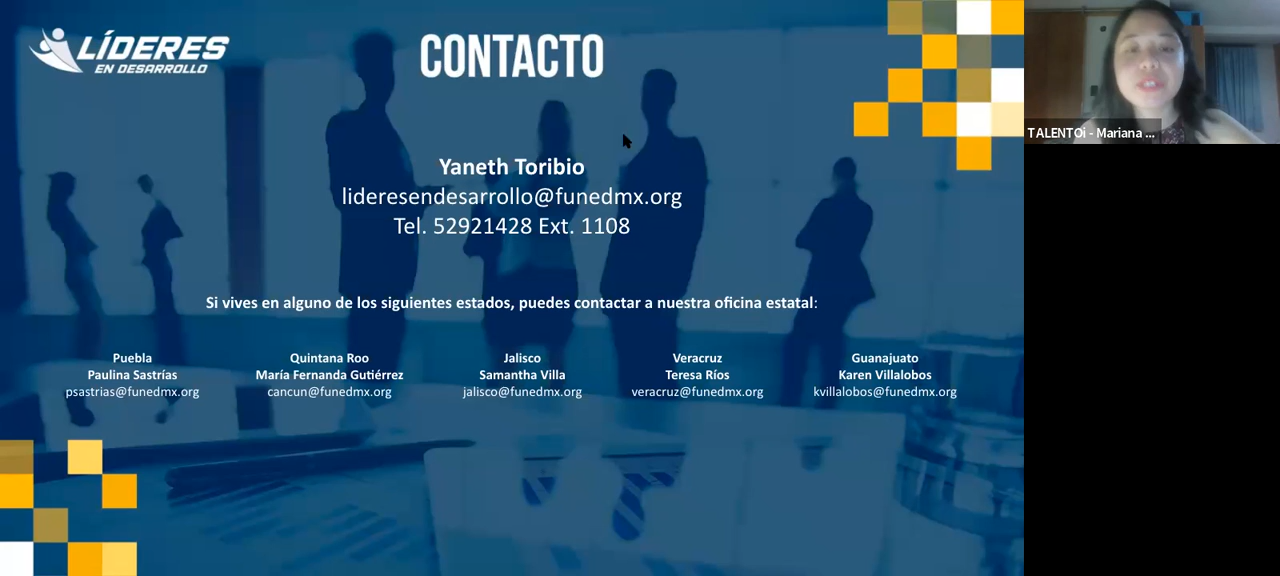 LÍDERES
EN DESARROLLO
CONTACTO
TALENTOi - Mariana ...
Yaneth Toribio
lideresendesarrollo@funedmx.org
Tel. 52921428 Ext. 1108
Si vives en alguno de los siguientes estados, puedes contactar a nuestra oficina estatal:
Puebla
Paulina Sastrías
psastrias@funedmx.org
Quintana Roo
María Fernanda Gutiérrez
cancun@funedmx.org
Jalisco
Samantha Villa
jalisco@funedmx.org
Veracruz
Teresa Ríos
veracruz@funedmx.org
Guanajuato
Karen Villalobos
kvillalobos@funedmx.org